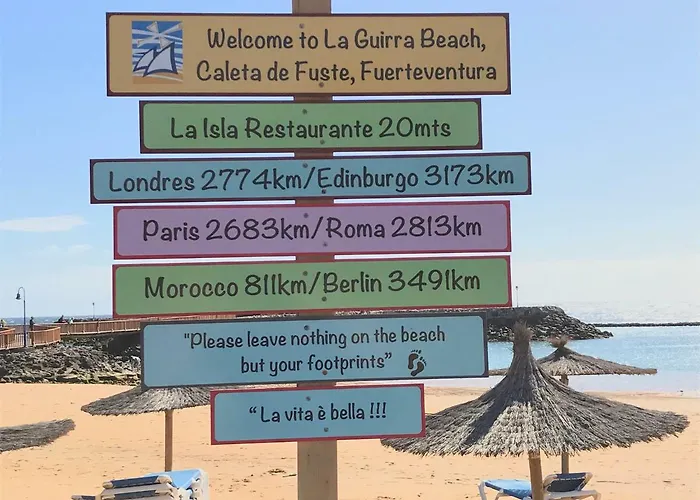 Welcome to La Guirra Beach,
Caleta de Fuste, Fuerteventura
La Isla Restaurante 20mts
Londres 2774km/Edinburgo 3173km
Paris 2683km/Roma 2813km
Morocco 811km/Berlin 3491km
"Please leave nothing on the beach
but your footprints"
“La vita è bella !!!